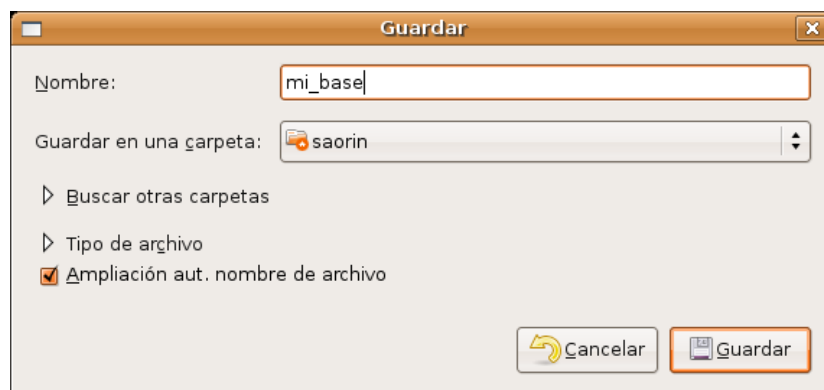 Guardar
Nombre: mi_base
Guardar en una carpeta: saorin
Buscar otras carpetas
Tipo de archivo
Ampliación aut. nombre de archivo
Cancelar Guardar